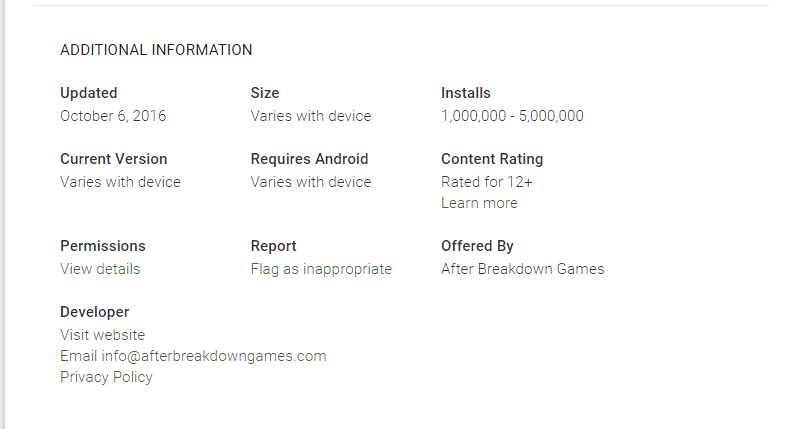 ADDITIONAL INFORMATION
Updated
October 6, 2016
Size
Varies with device
Installs
1,000,000 - 5,000,000
Current Version
Varies with device
Requires Android
Varies with device
Content Rating
Rated for 12+
Learn more
Permissions
View details
Report
Flag as inappropriate
Offered By
After Breakdown Games
Developer
Visit website
Email info@afterbreakdowngames.com
Privacy Policy